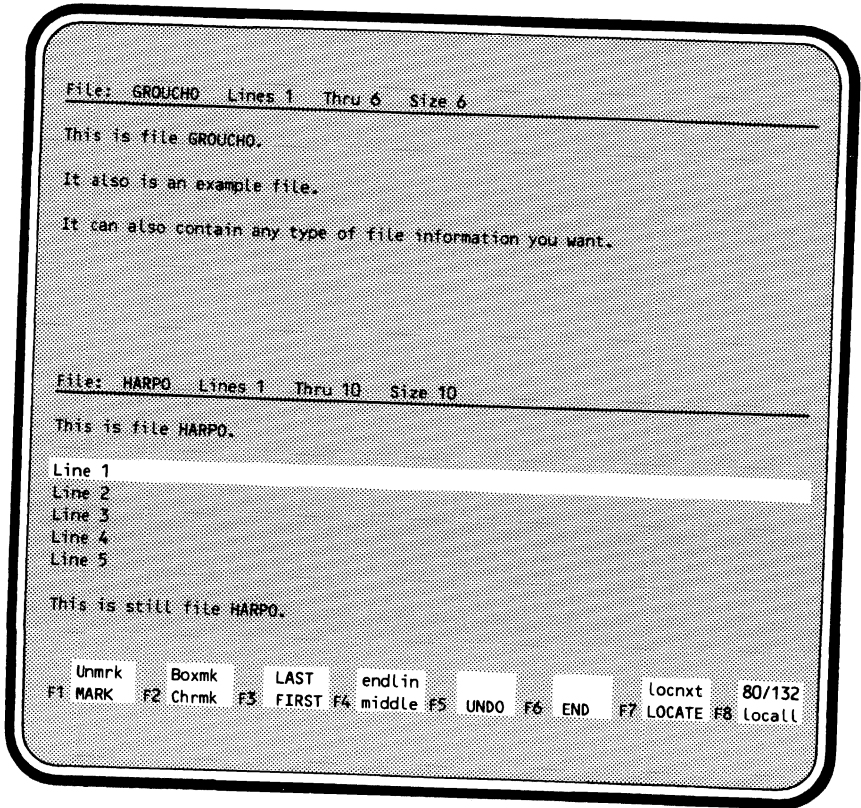 File: GROUCHO Lines 1 Thru 6 Size 6
This is file GROUCHO.
It also is an example file.
It can also contain any type of file information you want.
File: HARPO Lines 1 Thru 10 Size 10
This is file HARPO.
Line 1
Line 2
Line 3
Line 4
Line 5
This is still file HARPO.
Unmrk Boxmk LAST endlin locnxt 80/132
F1 MARK F2 Chrmk F3 FIRST F4 middle F5 UNDO F6 END F7 LOCATE F8 locall